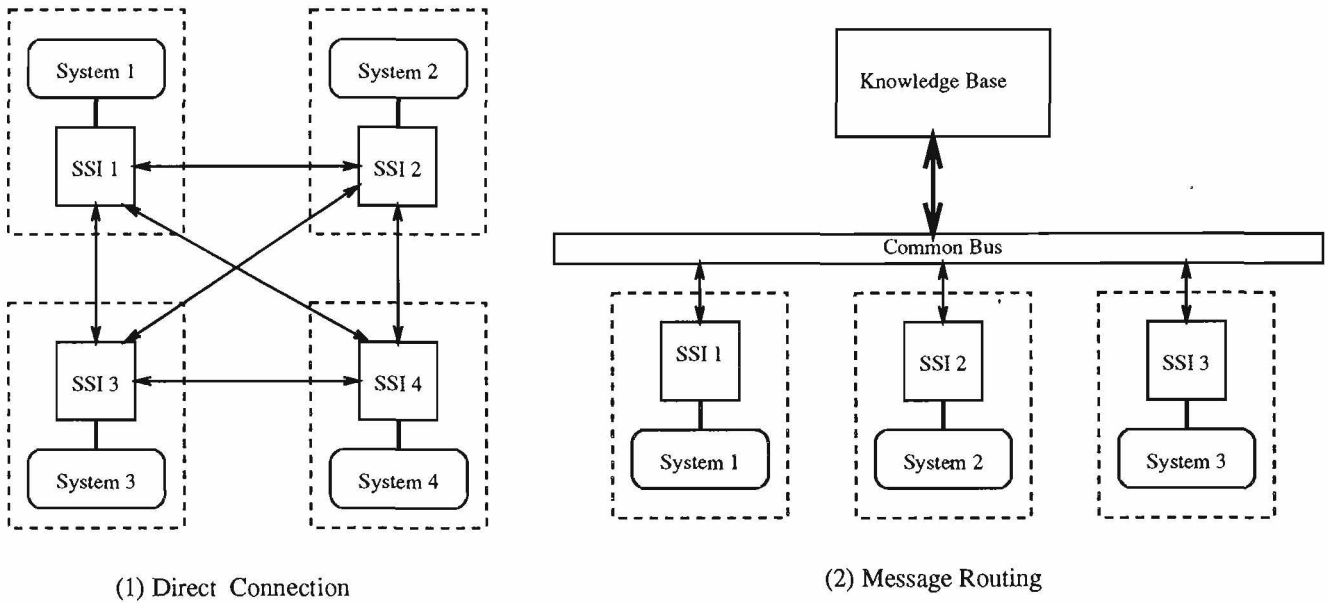 System 1
System 2
SSI 1
SSI 2
SSI 3
SSI 4
System 3
System 4
(1) Direct Connection
Knowledge Base
Common Bus
SSI 1
SSI 2
SSI 3
System 1
System 2
System 3
(2) Message Routing